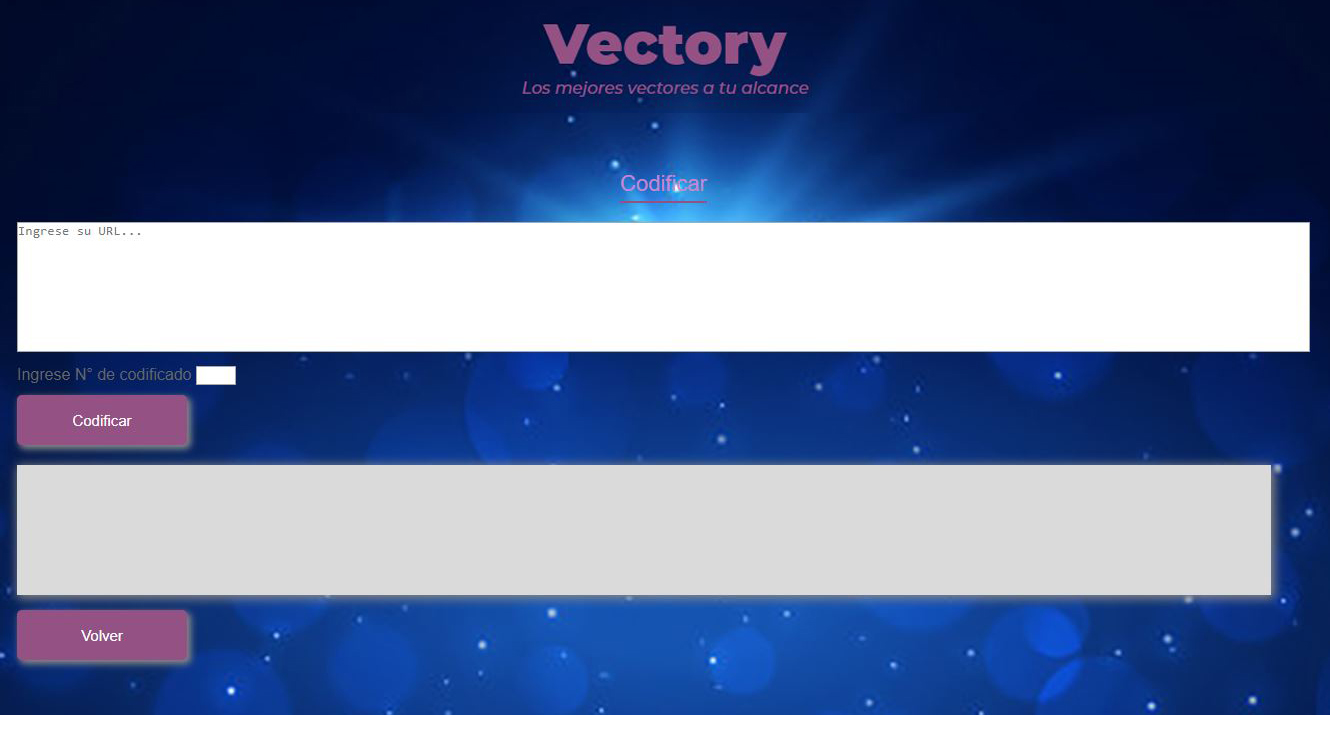 Vectory
Los mejores vectores a tu alcance
Codificar
Ingrese su URL...
Ingrese N° de codificado
Codificar
Volver